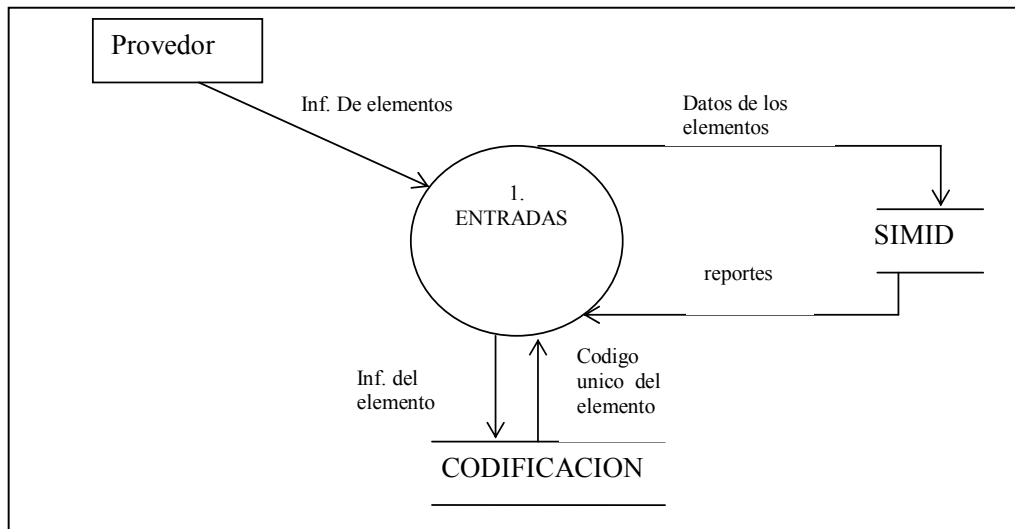 Provedor
Inf. De elementos
Datos de los
elementos
1.
ENTRADAS
SIMID
reportes
Inf. del
elemento
Codigo
unico del
elemento
CODIFICACION